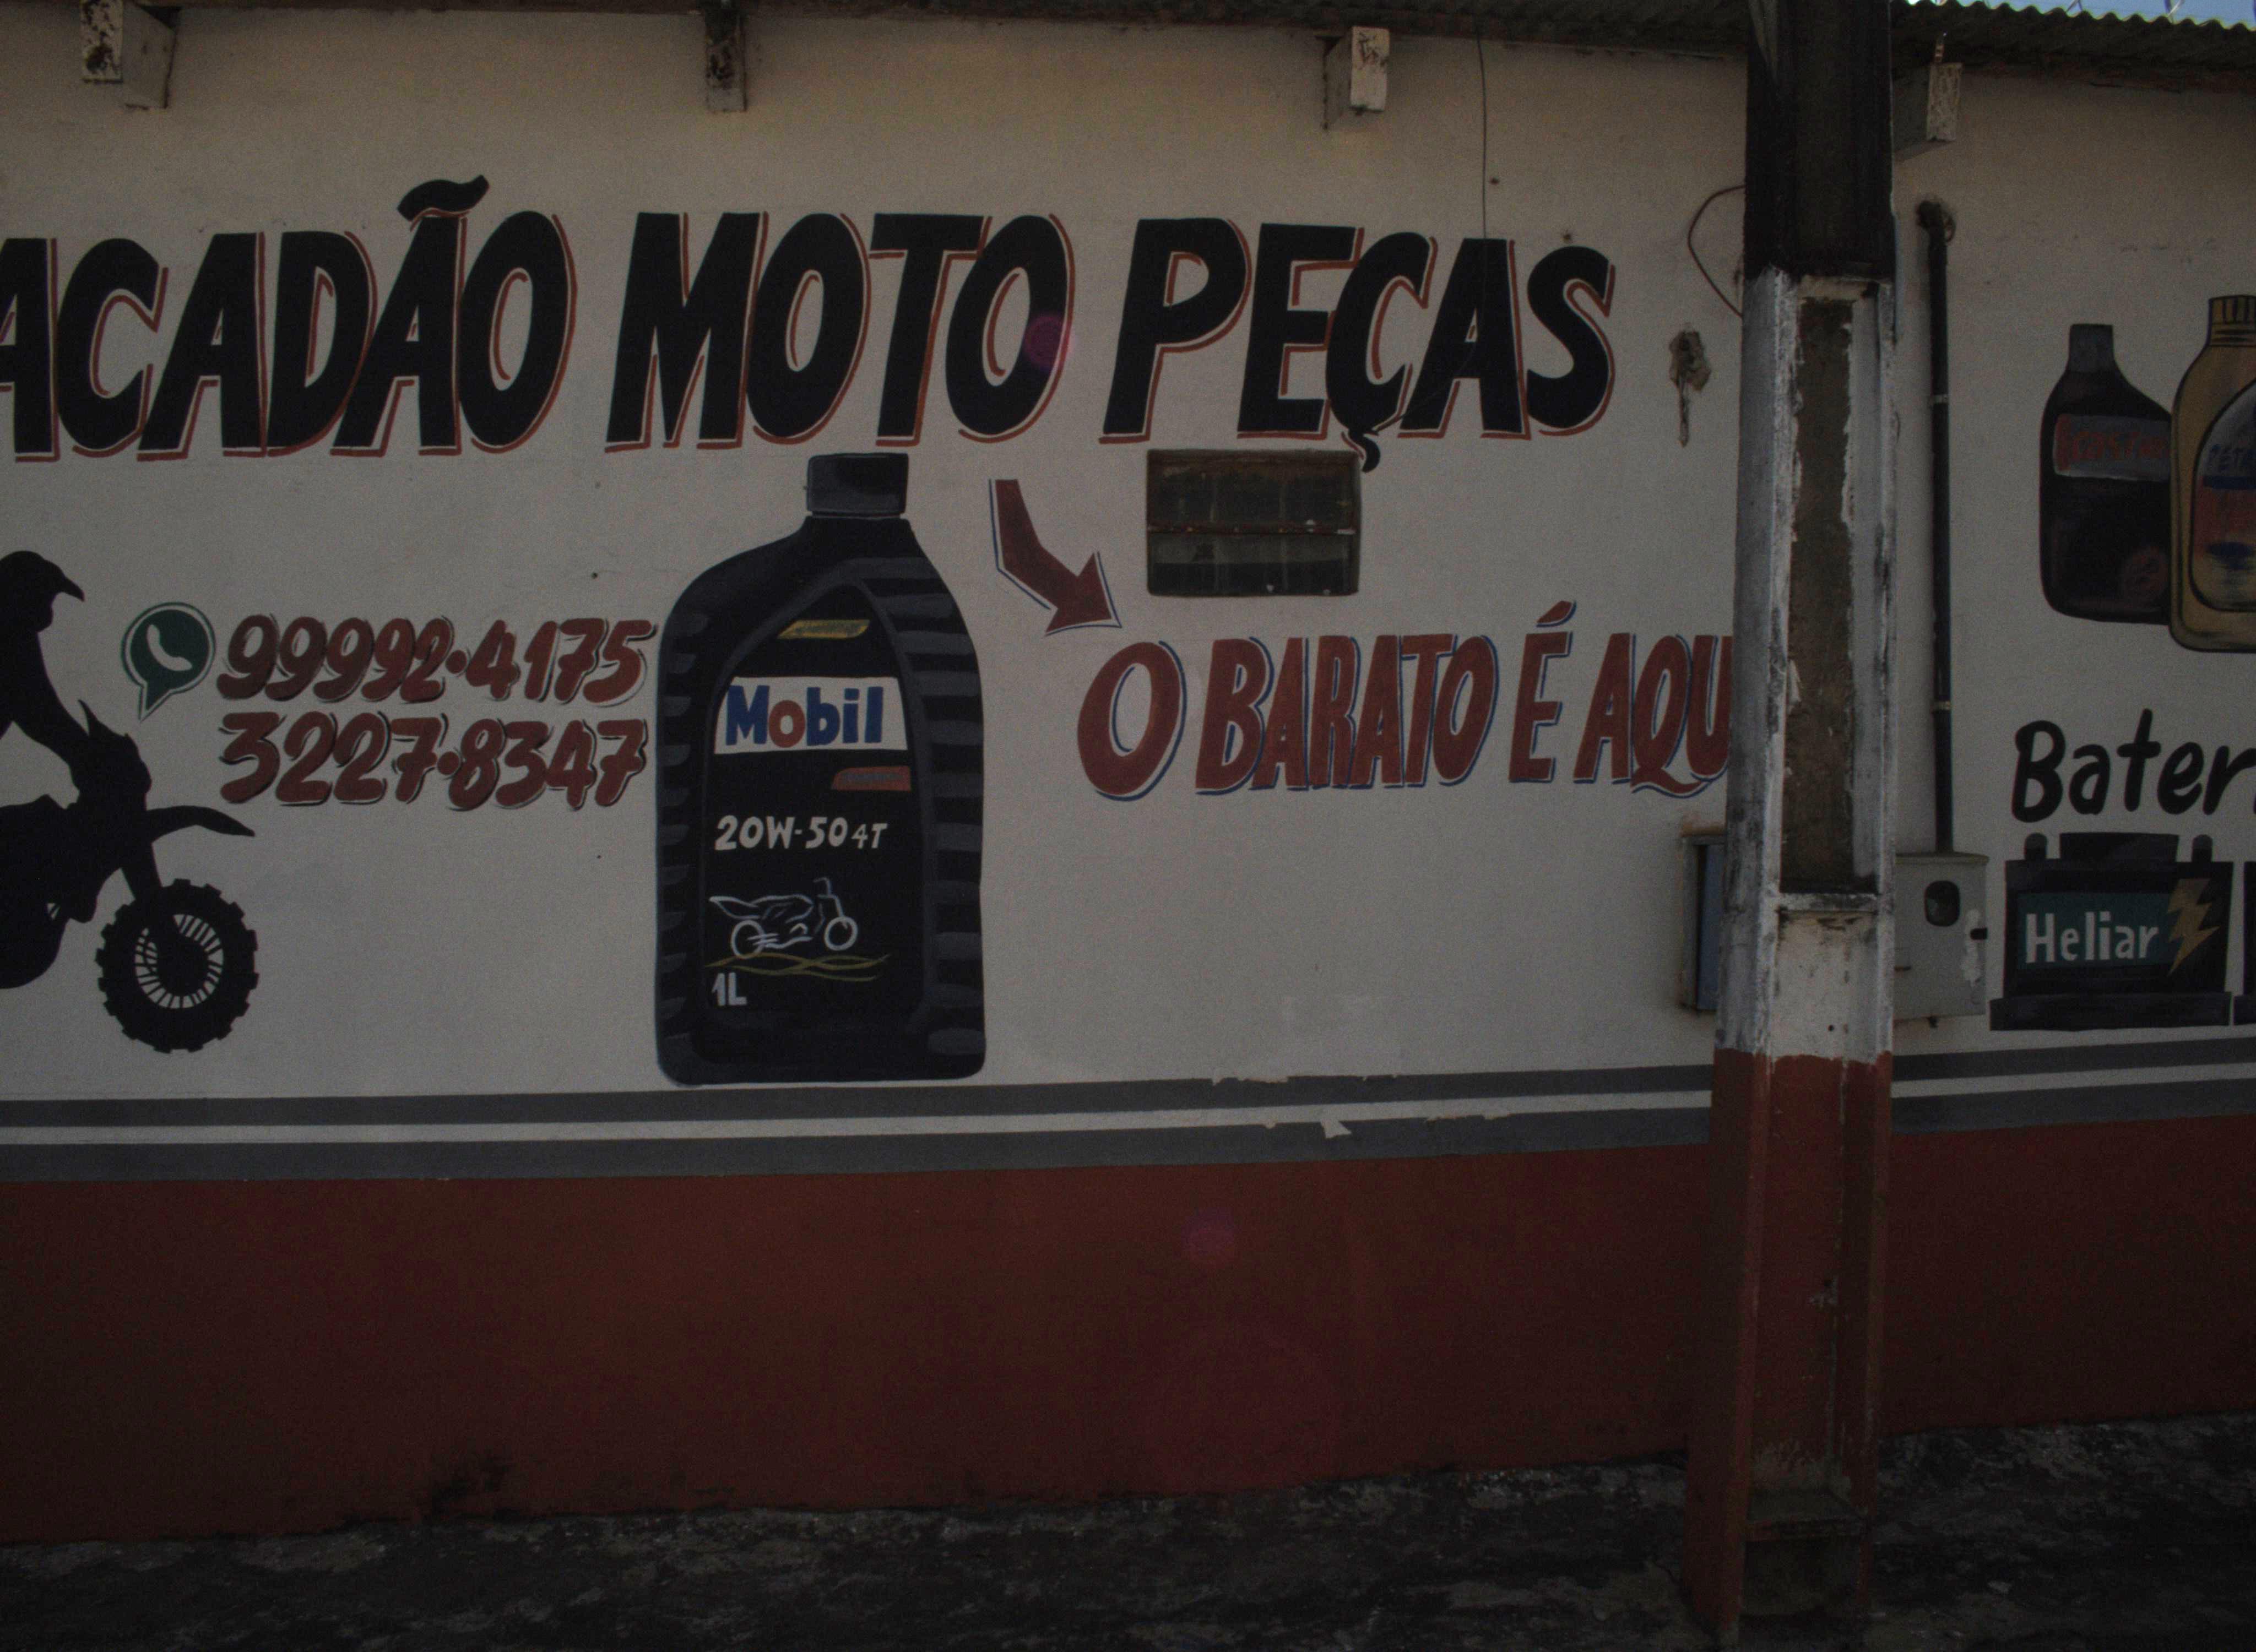 ACADÃO MOTO PEÇAS
99992-4175
3227-8347
Mobil
20W-50 4T
1L
O BARATO É AQU
Bater
Heliar